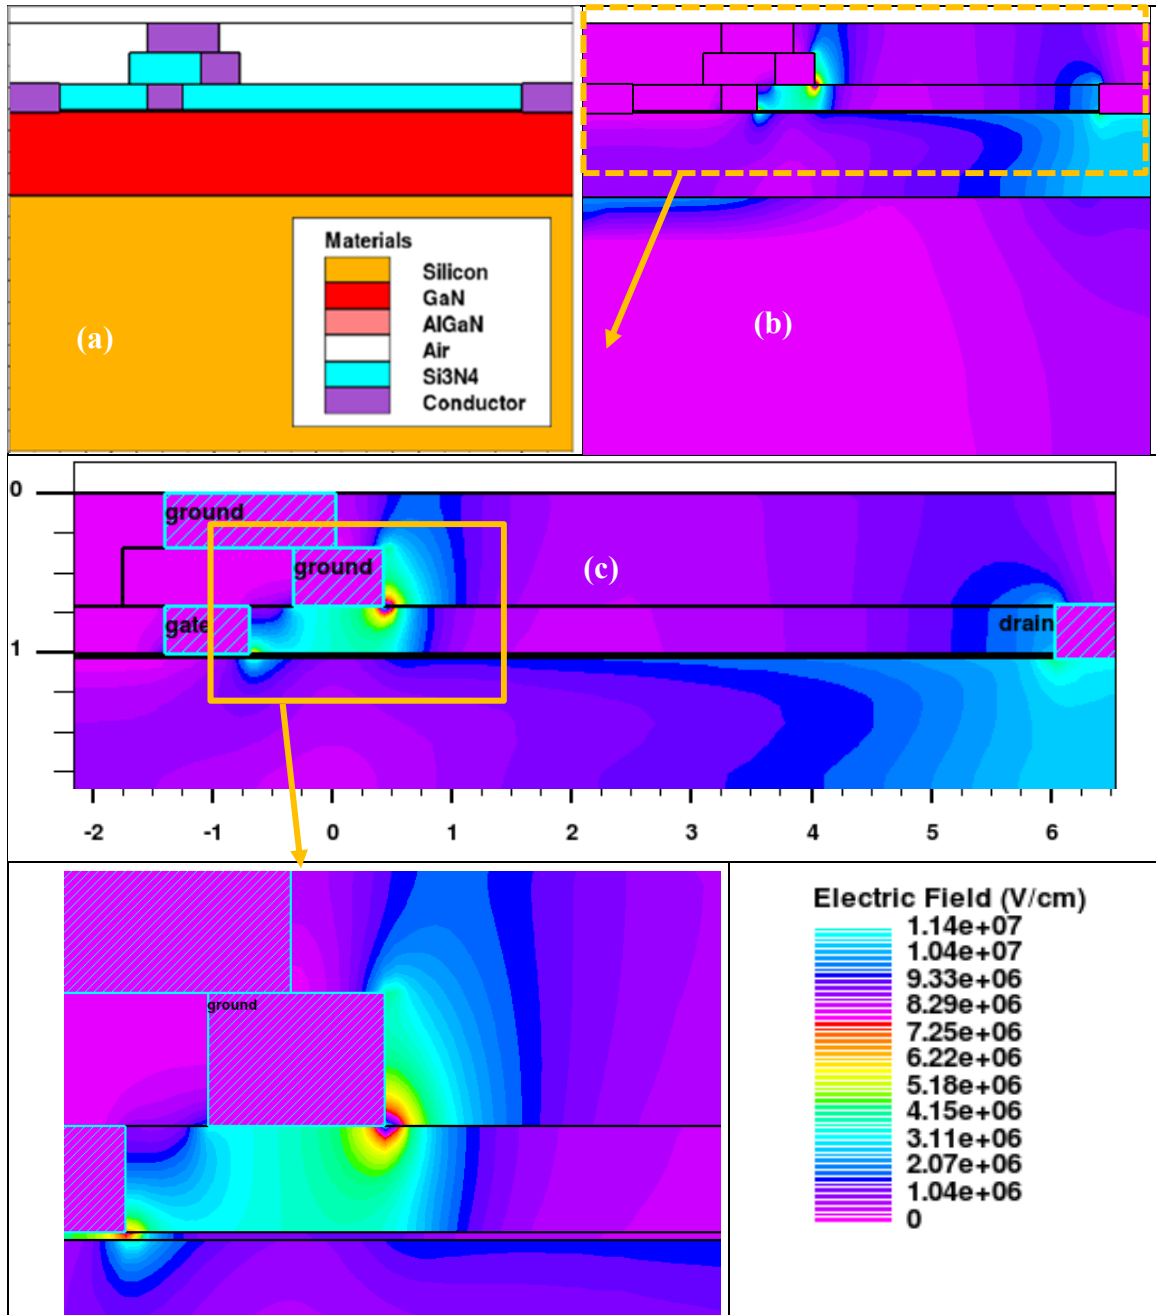 Materials
Silicon
GaN
AlGaN
Air
Si3N4
Conductor
(a)
(b)
0
1
ground
ground
gate
drain
(c)
-2 -1 0 1 2 3 4 5 6
ground
Electric Field (V/cm)
1.14e+07
1.04e+07
9.33e+06
8.29e+06
7.25e+06
6.22e+06
5.18e+06
4.15e+06
3.11e+06
2.07e+06
1.04e+06
0